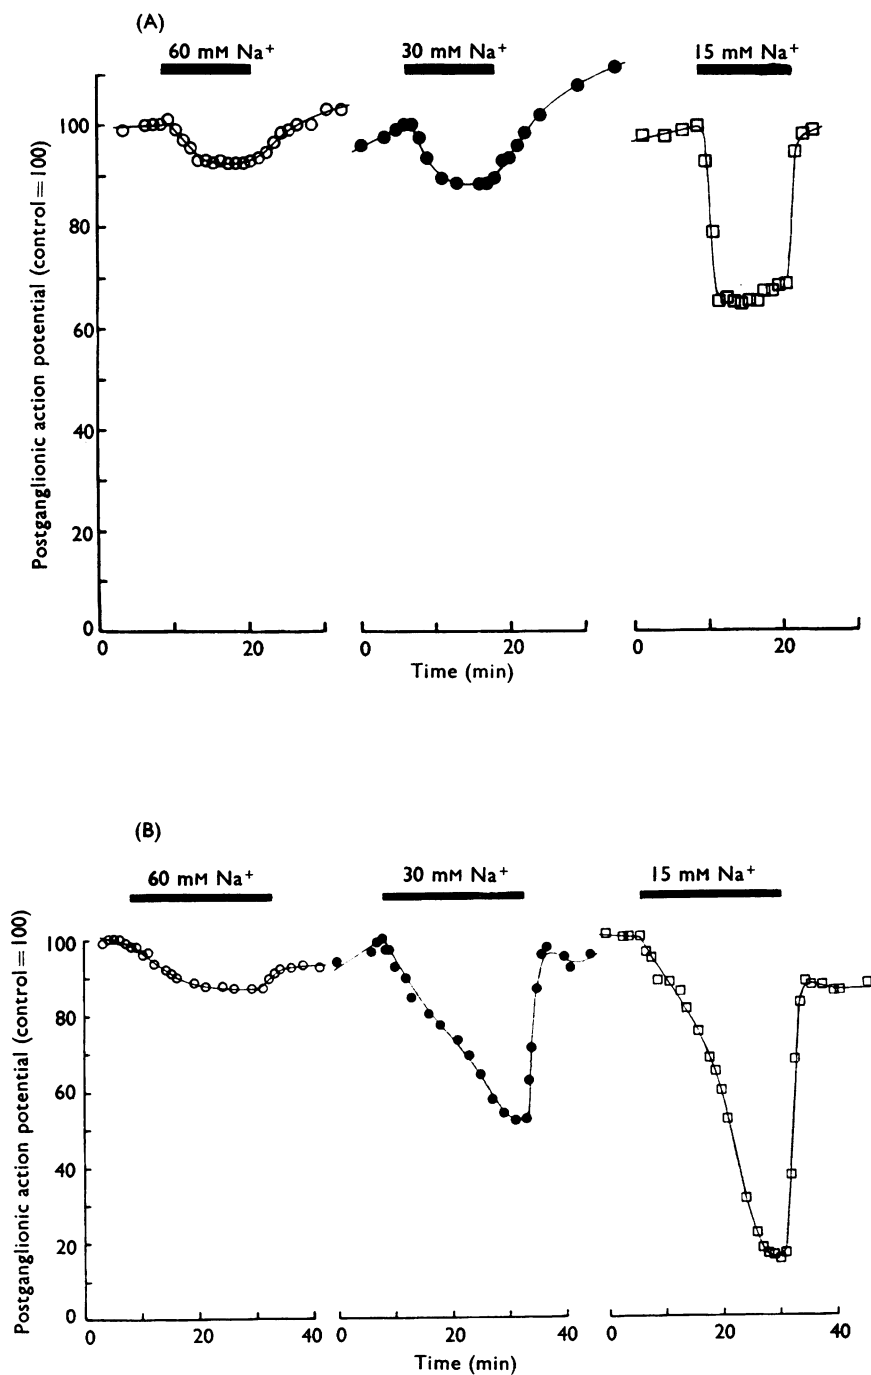 (A)
60 mM Na+
30 mM Na+
15 mM Na+
Postganglionic action potential (control=100)
100
80
60
40
20
0
0 20
0 20
0 20
Time (min)
(B)
60 mM Na+
30 mM Na+
15 mM Na+
Postganglionic action potential (control=100)
100
80
60
40
20
0
0 20 40
0 20 40
0 20 40
Time (min)